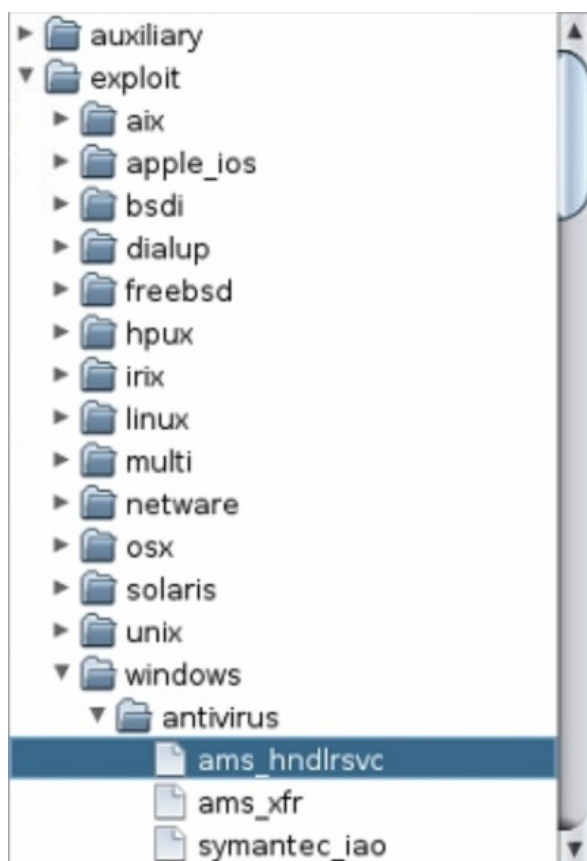 auxiliary
exploit
aix
apple_ios
bsdi
dialup
freebsd
hpux
irix
linux
multi
netware
osx
solaris
unix
windows
antivirus
ams_hndlrsvc
ams_xfr
symantec_iao